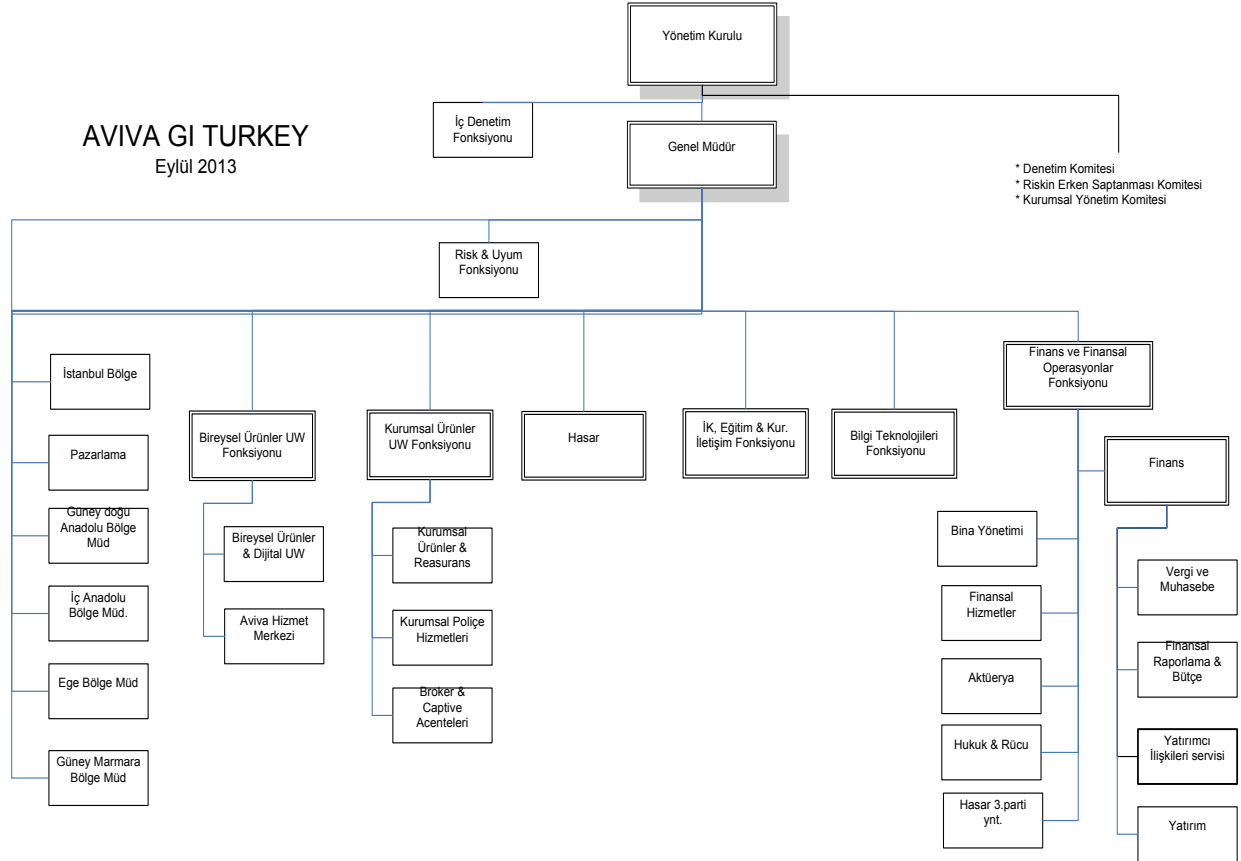 Yönetim Kurulu
AVIVA GI TURKEY
Eylül 2013
İç Denetim
Fonksiyonu
Genel Müdür
* Denetim Komitesi
* Riskin Erken Saptanması Komitesi
* Kurumsal Yönetim Komitesi
Risk & Uyum
Fonksiyonu
İstanbul Bölge
Pazarlama
Güney doğu
Anadolu Bölge
Müd
İç Anadolu
Bölge Müd.
Ege Bölge Müd
Güney Marmara
Bölge Müd
Bireysel Ürünler UW
Fonksiyonu
Bireysel Ürünler
& Dijital UW
Aviva Hizmet
Merkezi
Kurumsal Ürünler
UW Fonksiyonu
Kurumsal
Ürünler &
Reasurans
Kurumsal Poliçe
Hizmetleri
Broker &
Captive
Acenteleri
Hasar
İK, Eğitim & Kur.
İletişim Fonksiyonu
Bilgi Teknolojileri
Fonksiyonu
Finans ve Finansal
Operasyonlar
Fonksiyonu
Bina Yönetimi
Finansal
Hizmetler
Aktüerya
Hukuk & Rücu
Hasar 3.parti
ynt.
Finans
Vergi ve
Muhasebe
Finansal
Raporlama &
Bütçe
Yatırımcı
İlişkileri servisi
Yatırım